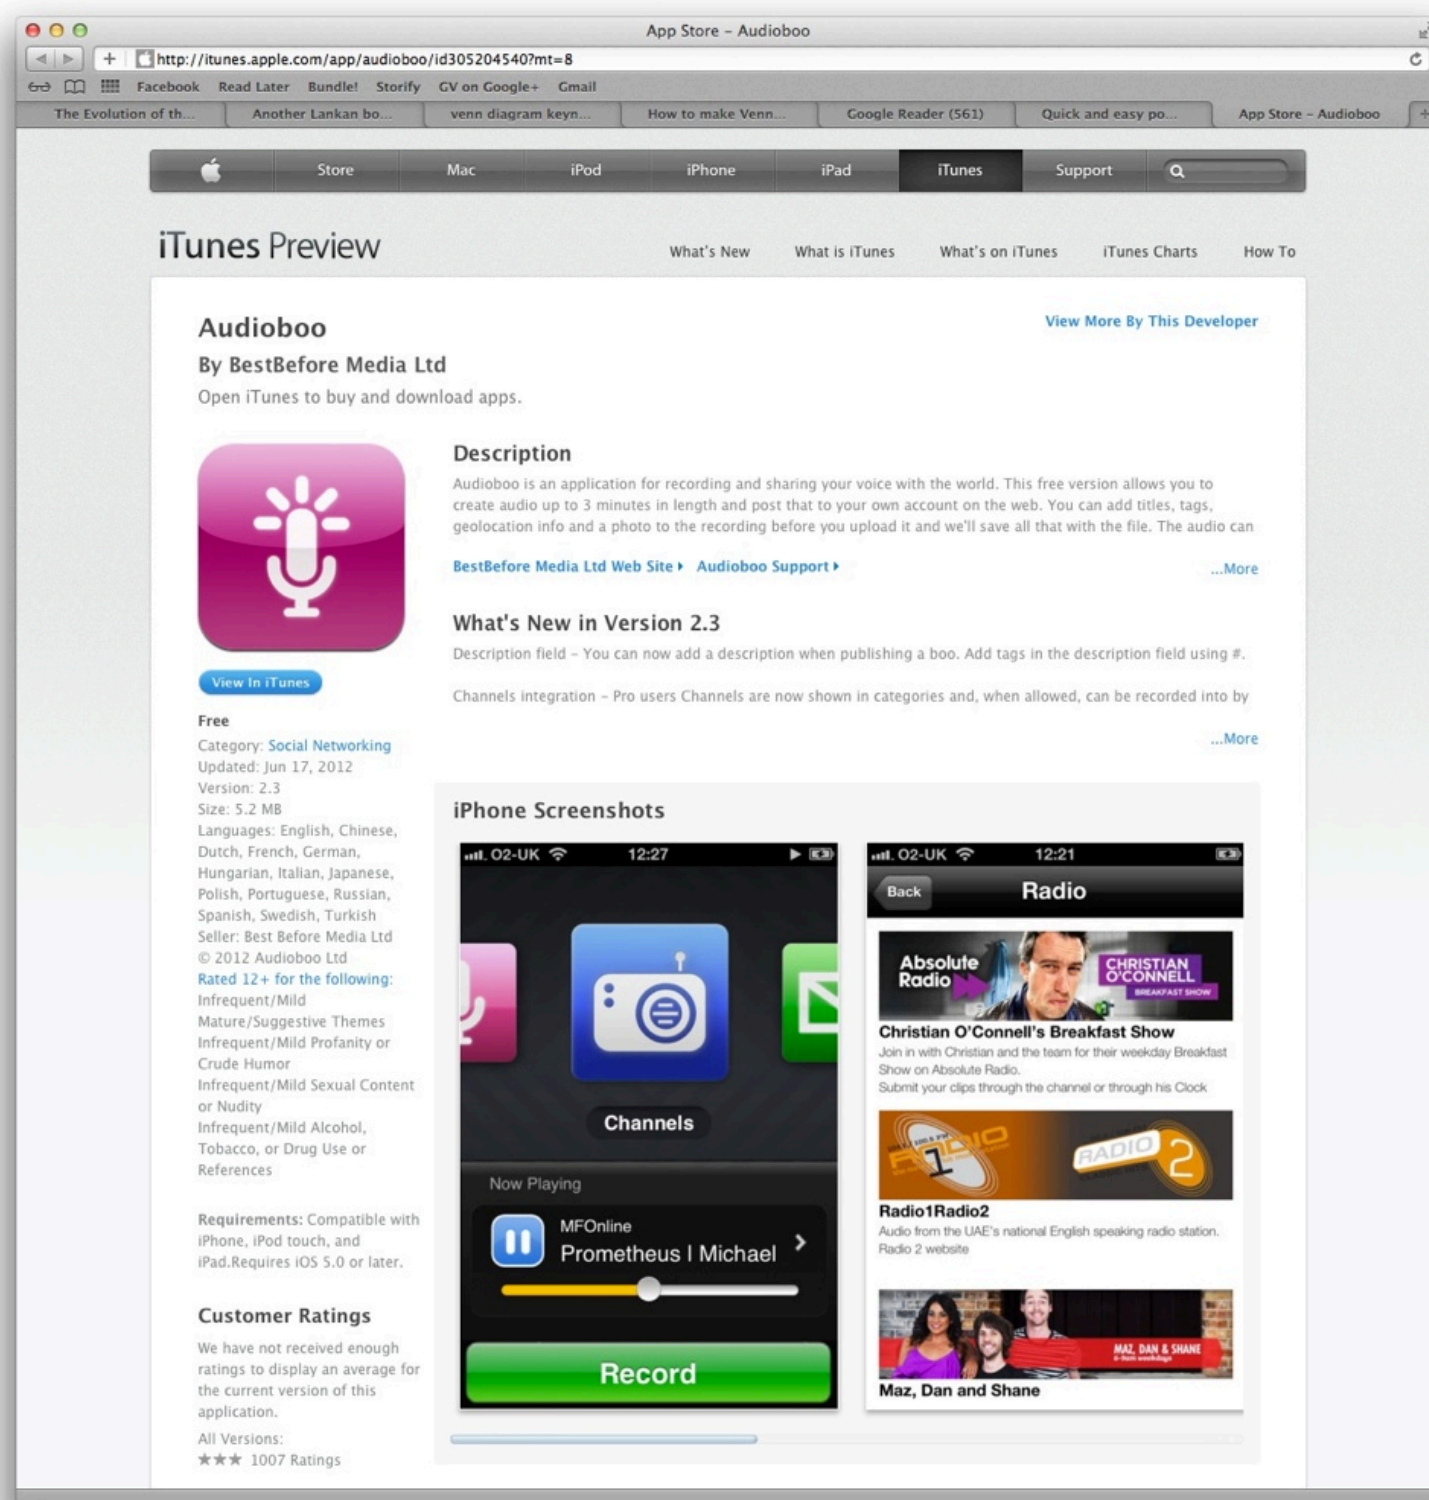 App Store – Audioboo
http://itunes.apple.com/app/audioboo/id305204540?mt=8
Facebook Read Later Bundle! Storify GV on Google+ Gmail
The Evolution of th... Another Lankan bo... venn diagram keyn... How to make Venn... Google Reader (561) Quick and easy po... App Store – Audioboo
Store Mac iPod iPhone iPad iTunes Support
iTunes Preview
What's New What is iTunes What's on iTunes iTunes Charts How To
Audioboo
View More By This Developer
By BestBefore Media Ltd
Open iTunes to buy and download apps.
Description
Audioboo is an application for recording and sharing your voice with the world. This free version allows you to
create audio up to 3 minutes in length and post that to your own account on the web. You can add titles, tags,
geolocation info and a photo to the recording before you upload it and we'll save all that with the file. The audio can
BestBefore Media Ltd Web Site Audioboo Support ...More
What's New in Version 2.3
Description field – You can now add a description when publishing a boo. Add tags in the description field using #.
Channels integration – Pro users Channels are now shown in categories and, when allowed, can be recorded into by
...More
View In iTunes
Free
Category: Social Networking
Updated: Jun 17, 2012
Version: 2.3
Size: 5.2 MB
Languages: English, Chinese,
Dutch, French, German,
Hungarian, Italian, Japanese,
Polish, Portuguese, Russian,
Spanish, Swedish, Turkish
Seller: Best Before Media Ltd
© 2012 Audioboo Ltd
Rated 12+ for the following:
Infrequent/Mild
Mature/Suggestive Themes
Infrequent/Mild Profanity or
Crude Humor
Infrequent/Mild Sexual Content
or Nudity
Infrequent/Mild Alcohol,
Tobacco, or Drug Use or
References
Requirements: Compatible with
iPhone, iPod touch, and
iPad.Requires iOS 5.0 or later.
Customer Ratings
We have not received enough
ratings to display an average for
the current version of this
application.
All Versions:
★★★ 1007 Ratings
iPhone Screenshots
O2-UK 12:27
Channels
Now Playing
MFOnline
Prometheus | Michael
Record
O2-UK 12:21
Back Radio
Absolute
Radio
CHRISTIAN
O'CONNELL
BREAKFAST SHOW
Christian O'Connell's Breakfast Show
Join in with Christian and the team for their weekday Breakfast
Show on Absolute Radio.
Submit your clips through the channel or through his Clock
RADIO 1
RADIO 2
Radio1Radio2
Audio from the UAE's national English speaking radio station.
Radio 2 website
MAZ, DAN & SHANE
Maz, Dan and Shane